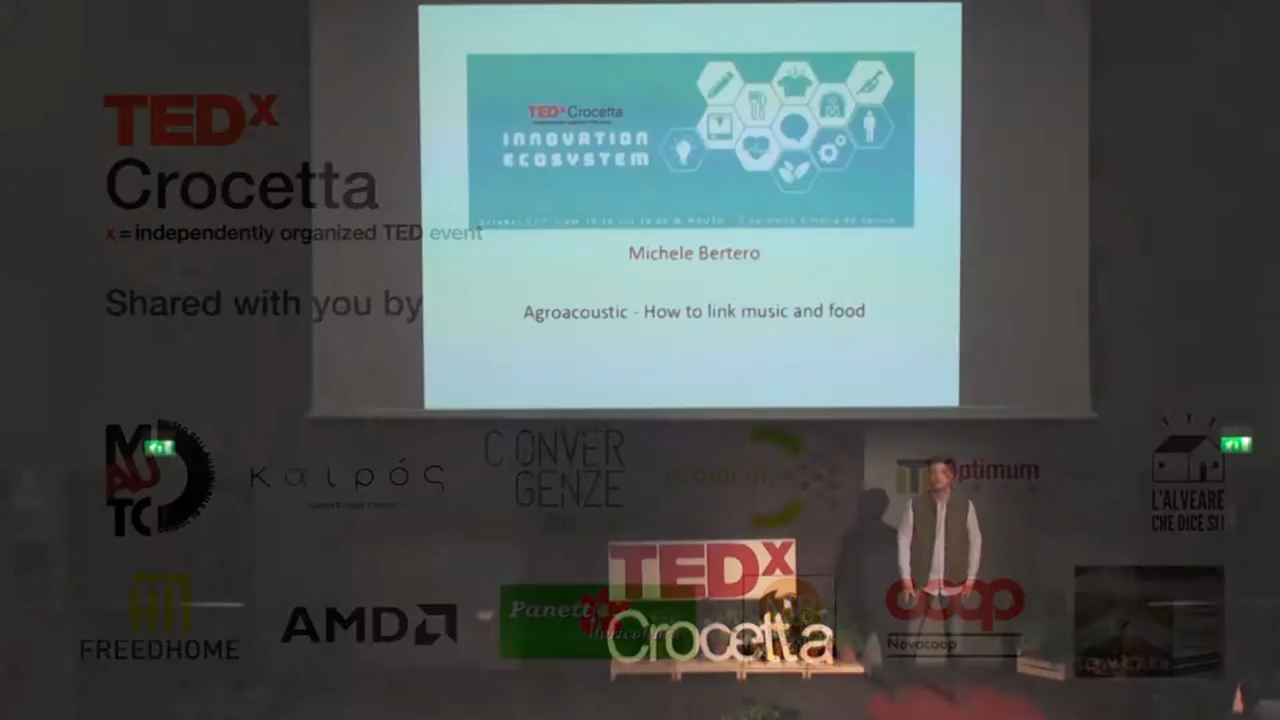 TEDx
Crocetta
x = independently organized TED event
Shared with you by
TEDx Crocetta
INNOVATION
ECOSYSTEM
Michele Bertero
Agroacoustic - How to link music and food
MAUTO
καιρός
CONVER
GENZE
optimum
L'ALVEARE
CHE DICE SI!
FREEDHOME
AMD
TEDx
Crocetta
coop
Novacoop